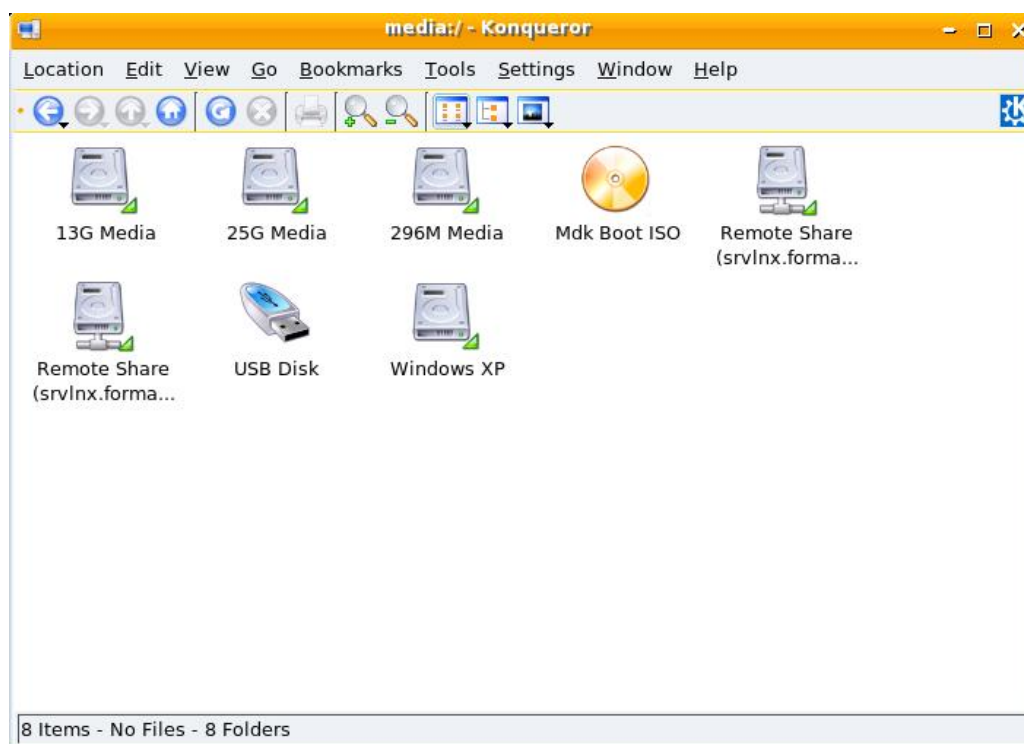 media:/ - Konqueror
Location Edit View Go Bookmarks Tools Settings Window Help
13G Media 25G Media 296M Media Mdk Boot ISO Remote Share
(srvlnx.forma...
Remote Share USB Disk Windows XP
(srvlnx.forma...
8 Items - No Files - 8 Folders